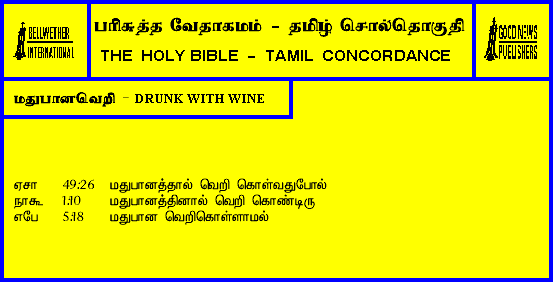 BELLWETHER
INTERNATIONAL
பரிசுத்த வேதாகமம் - தமிழ் சொல்தொகுதி
THE HOLY BIBLE - TAMIL CONCORDANCE
GOOD NEWS
PUBLISHERS
மதுபானவெறி - DRUNK WITH WINE
ஏசா 49:26 மதுபானத்தால் வெறி கொள்வதுபோல்
நாகூ 1:10 மதுபானத்தினால் வெறி கொண்டிரு
எபே 5:18 மதுபான வெறிகொள்ளாமல்